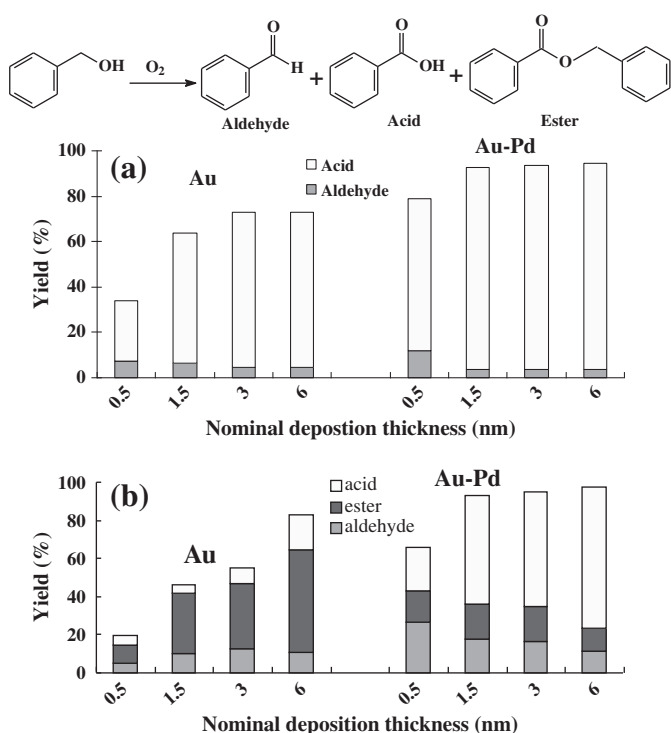 OH
O₂
O
H
Aldehyde
+
O
OH
Acid
+
O
O
Ester
(a)
Au
Au-Pd
Acid
Aldehyde
Yield (%)
100
80
60
40
20
0
0.5
1.5
3
6
0.5
1.5
3
6
Nominal depostion thickness (nm)
(b)
Au
Au-Pd
acid
ester
aldehyde
Yield (%)
100
80
60
40
20
0
0.5
1.5
3
6
0.5
1.5
3
6
Nominal deposition thickness (nm)